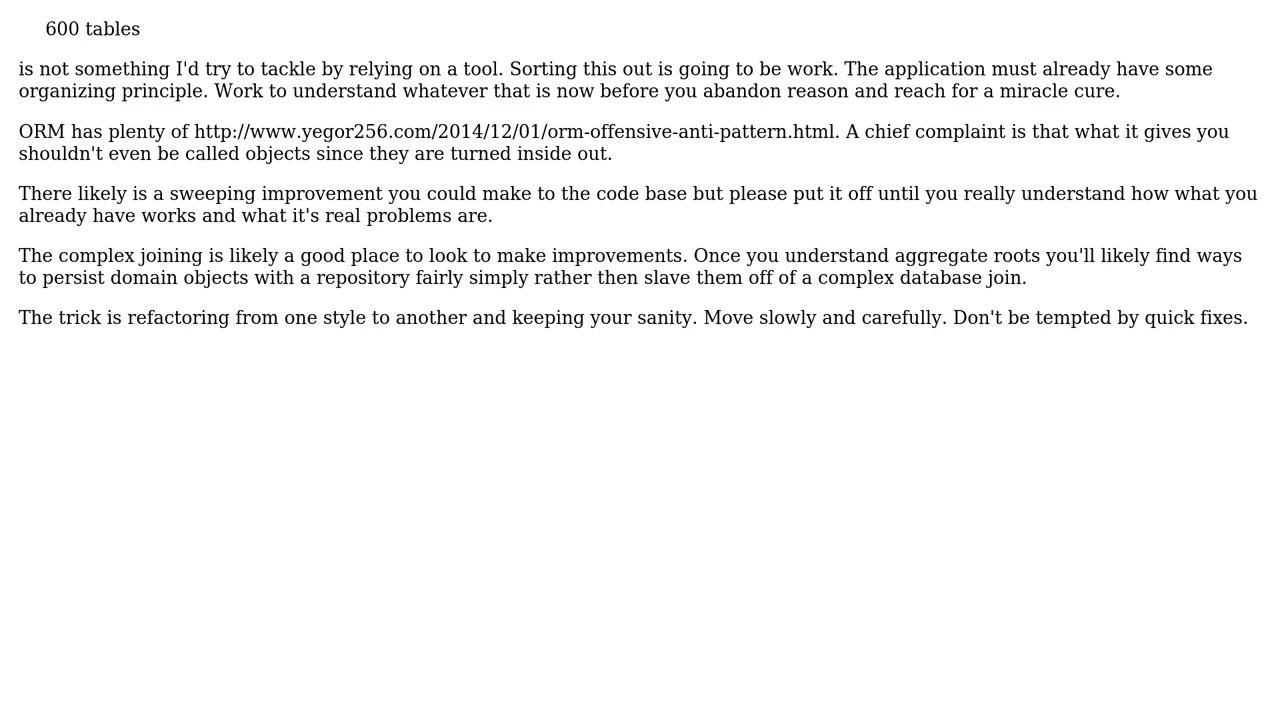 600 tables
is not something I'd try to tackle by relying on a tool. Sorting this out is going to be work. The application must already have some
organizing principle. Work to understand whatever that is now before you abandon reason and reach for a miracle cure.
ORM has plenty of http://www.yegor256.com/2014/12/01/orm-offensive-anti-pattern.html. A chief complaint is that what it gives you
shouldn't even be called objects since they are turned inside out.
There likely is a sweeping improvement you could make to the code base but please put it off until you really understand how what you
already have works and what it's real problems are.
The complex joining is likely a good place to look to make improvements. Once you understand aggregate roots you'll likely find ways
to persist domain objects with a repository fairly simply rather then slave them off of a complex database join.
The trick is refactoring from one style to another and keeping your sanity. Move slowly and carefully. Don't be tempted by quick fixes.